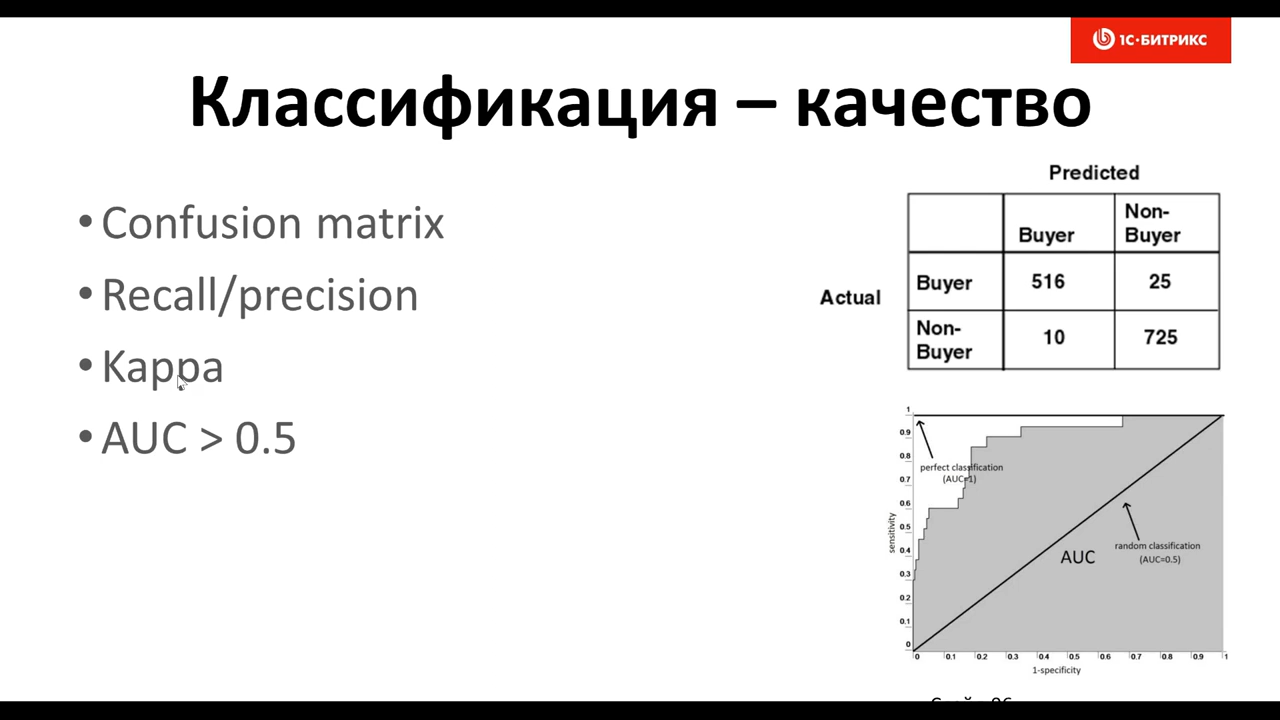 1С•БИТРИКС
Классификация – качество
• Confusion matrix
• Recall/precision
• Kappa
• AUC > 0.5
Predicted
Buyer
Non-
Buyer
Actual
Buyer 516 25
Non-
Buyer
10 725
1
0.9
0.8
0.7
0.6
0.5
0.4
0.3
0.2
0.1
0
sensitivity
perfect classification
(AUC=1)
AUC
random classification
(AUC=0.5)
0 0.1 0.2 0.3 0.4 0.5 0.6 0.7 0.8 0.9 1
1-specificity